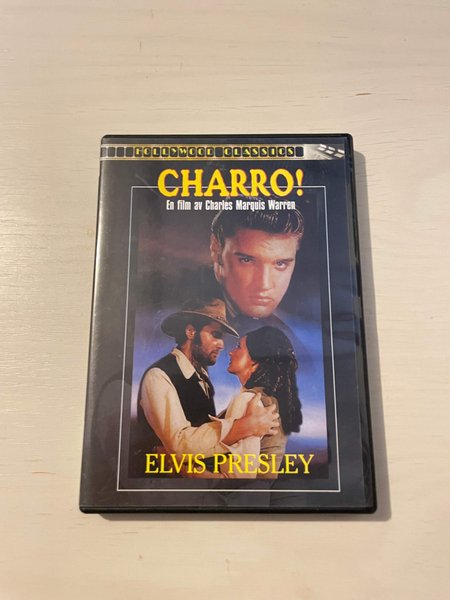 HOLLYWOOD CLASSICS
CHARRO!
En film av Charles Marquis Warren
ELVIS PRESLEY